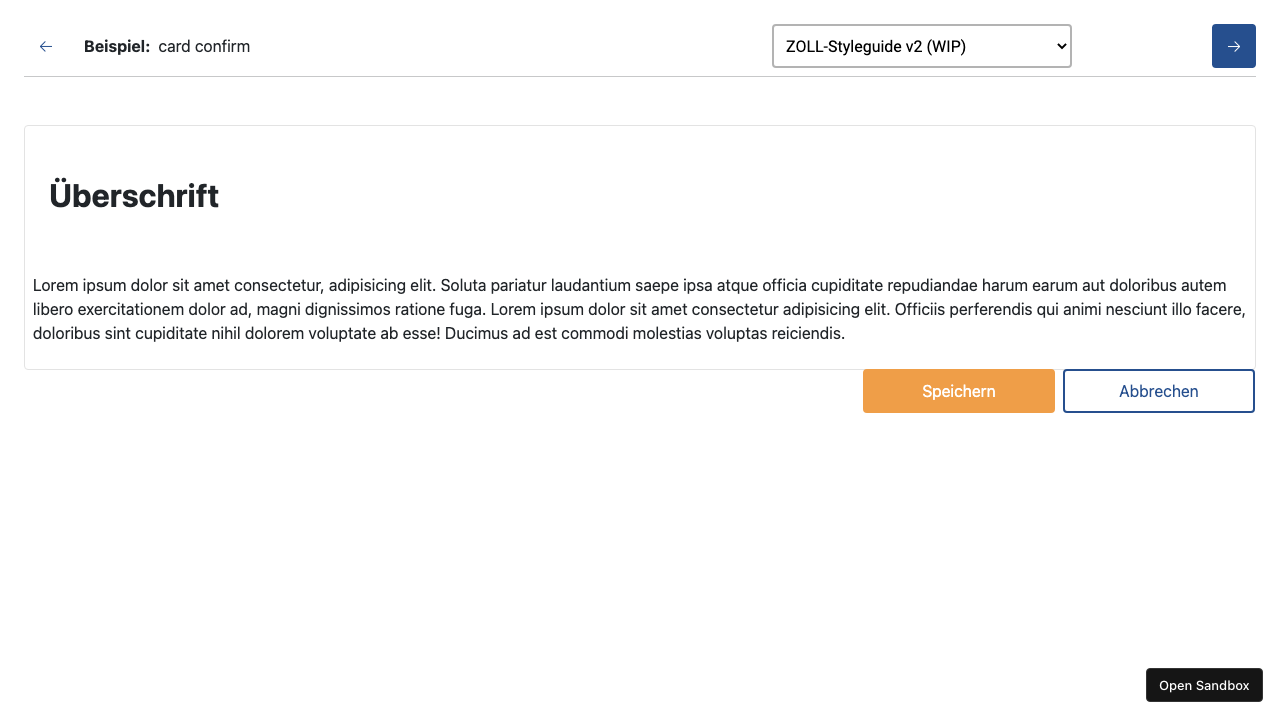 Beispiel: card confirm
ZOLL-Styleguide v2 (WIP)
Überschrift
Lorem ipsum dolor sit amet consectetur, adipisicing elit. Soluta pariatur laudantium saepe ipsa atque officia cupiditate repudiandae harum earum aut doloribus autem
libero exercitationem dolor ad, magni dignissimos ratione fuga. Lorem ipsum dolor sit amet consectetur adipisicing elit. Officiis perferendis qui animi nesciunt illo facere,
doloribus sint cupiditate nihil dolorem voluptate ab esse! Ducimus ad est commodi molestias voluptas reiciendis.
Speichern
Abbrechen
Open Sandbox